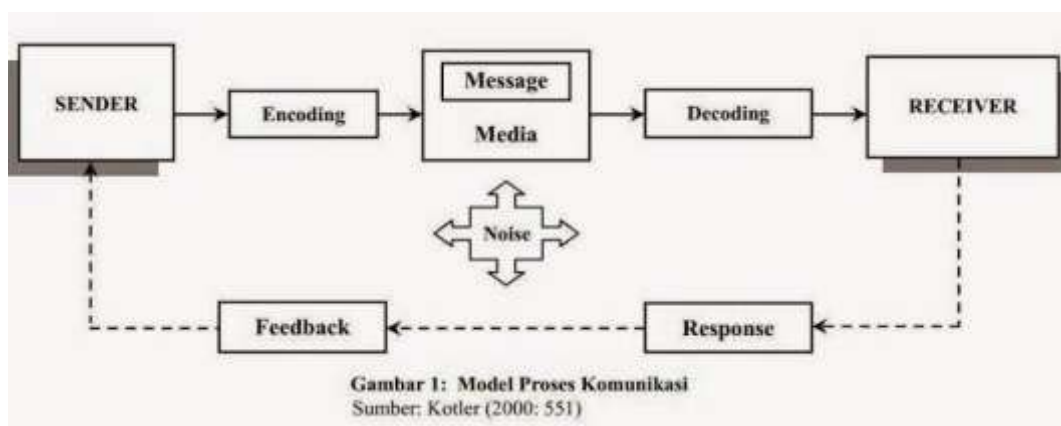 SENDER
Encoding
Message
Media
Decoding
RECEIVER
Noise
Feedback
Response
Gambar 1: Model Proses Komunikasi
Sumber: Kotler (2000: 551)